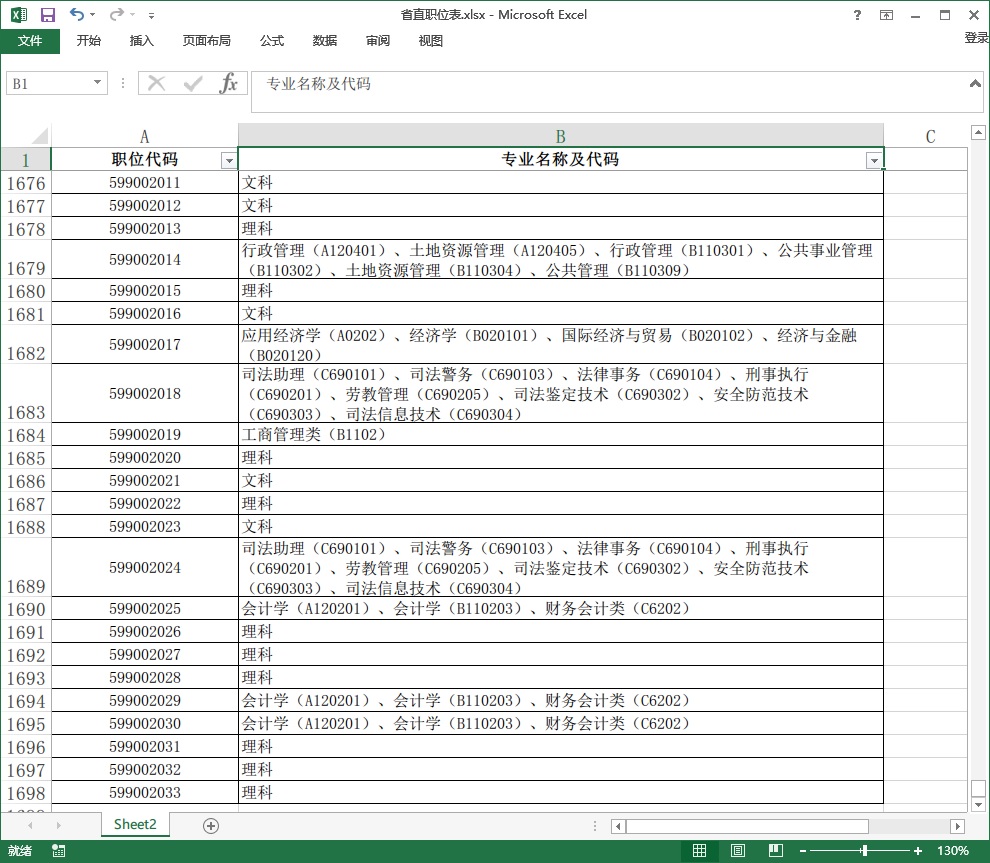 省直职位表.xlsx - Microsoft Excel
?
文件 开始 插入 页面布局 公式 数据 审阅 视图 登录
B1 fx 专业名称及代码
A B C
1 职位代码 专业名称及代码
1676 599002011 文科
1677 599002012 文科
1678 599002013 理科
1679 599002014 行政管理（A120401）、土地资源管理（A120405）、行政管理（B110301）、公共事业管理
（B110302）、土地资源管理（B110304）、公共管理（B110309）
1680 599002015 理科
1681 599002016 文科
1682 599002017 应用经济学（A0202）、经济学（B020101）、国际经济与贸易（B020102）、经济与金融
（B020120）
1683 599002018 司法助理（C690101）、司法警务（C690103）、法律事务（C690104）、刑事执行
（C690201）、劳教管理（C690205）、司法鉴定技术（C690302）、安全防范技术
（C690303）、司法信息技术（C690304）
1684 599002019 工商管理类（B1102）
1685 599002020 理科
1686 599002021 文科
1687 599002022 理科
1688 599002023 文科
1689 599002024 司法助理（C690101）、司法警务（C690103）、法律事务（C690104）、刑事执行
（C690201）、劳教管理（C690205）、司法鉴定技术（C690302）、安全防范技术
（C690303）、司法信息技术（C690304）
1690 599002025 会计学（A120201）、会计学（B110203）、财务会计类（C6202）
1691 599002026 理科
1692 599002027 理科
1693 599002028 理科
1694 599002029 会计学（A120201）、会计学（B110203）、财务会计类（C6202）
1695 599002030 会计学（A120201）、会计学（B110203）、财务会计类（C6202）
1696 599002031 理科
1697 599002032 理科
1698 599002033 理科
Sheet2
就绪 130%